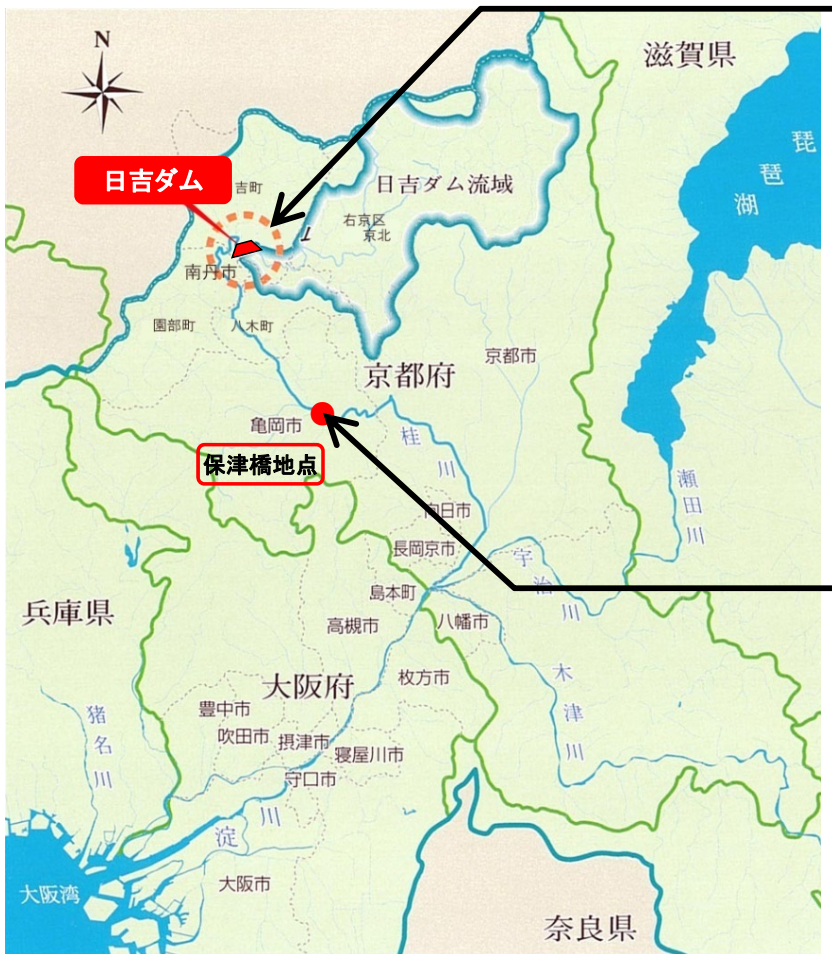 N
滋賀県
琵琶湖
日吉ダム
吉町
日吉ダム流域
右京区
京北
南丹市
園部町
八木町
京都市
京都府
亀岡市
桂川
保津橋地点
瀬田川
向日市
長岡京市
宇治川
島本町
兵庫県
高槻市
八幡市
木津川
枚方市
大阪府
猪名川
豊中市
吹田市
摂津市
寝屋川市
守口市
淀川
大阪湾
大阪市
奈良県